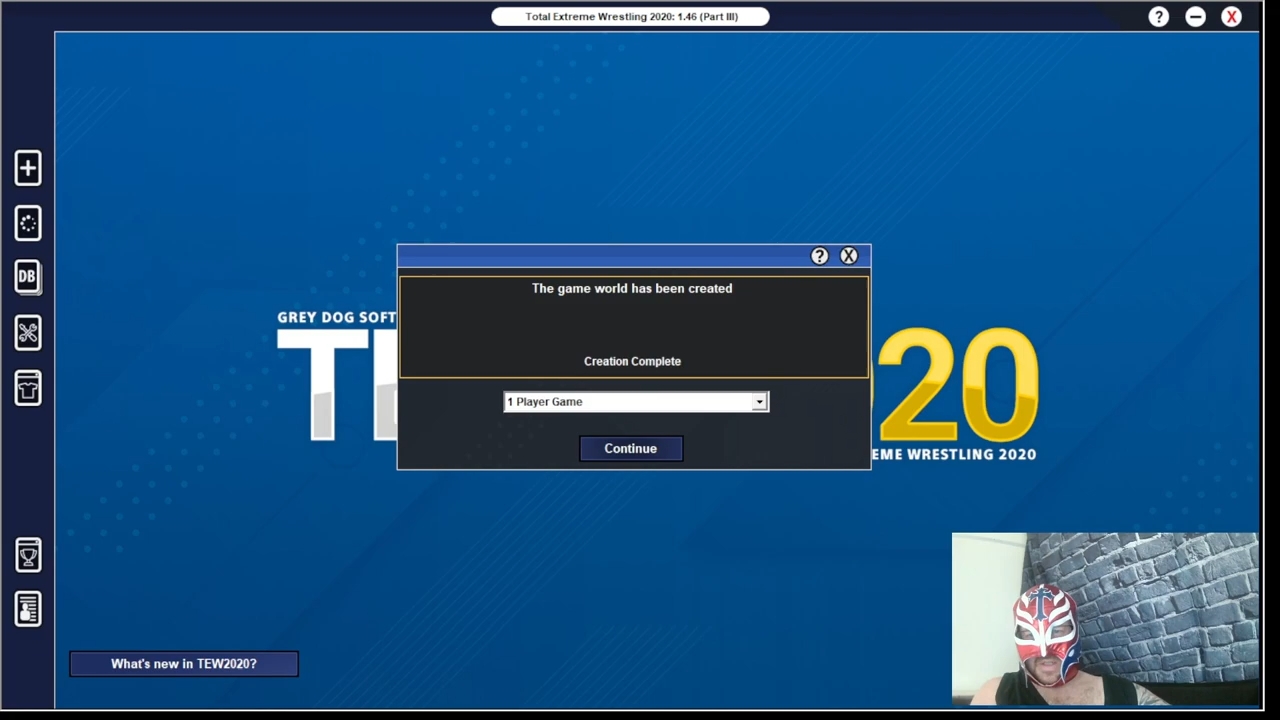 Total Extreme Wrestling 2020: 1.46 (Part III)
?
X
DB
? X
The game world has been created
Creation Complete
1 Player Game
Continue
GREY DOG SOFT
20
EME WRESTLING 2020
What's new in TEW2020?